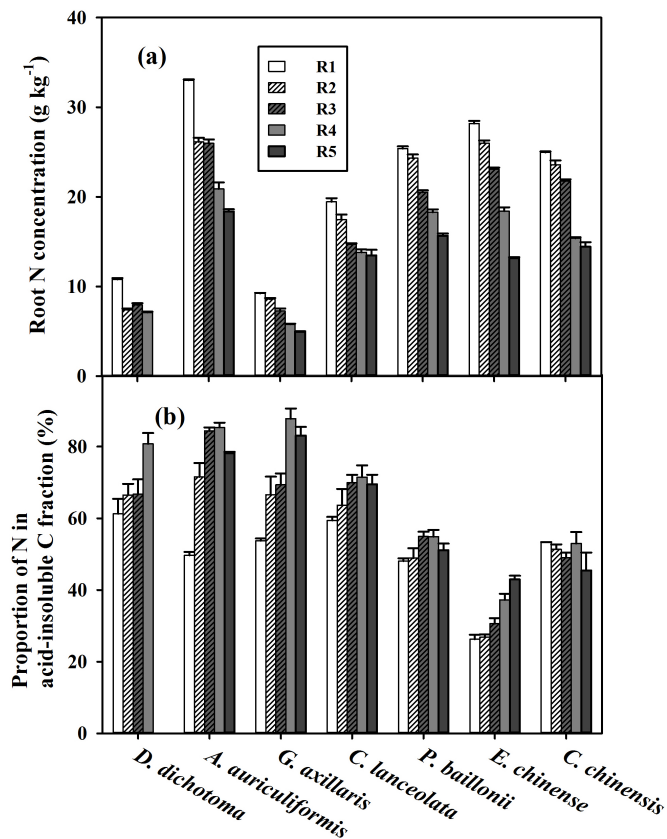 40
30
20
10
0
Root N concentration (g kg⁻¹)
(a)
R1
R2
R3
R4
R5
80
60
40
20
0
Proportion of N in
acid-insoluble C fraction (%)
(b)
D. dichotoma
A. auriculiformis
G. axillaris
C. lanceolata
P. baillonii
E. chinense
C. chinensis